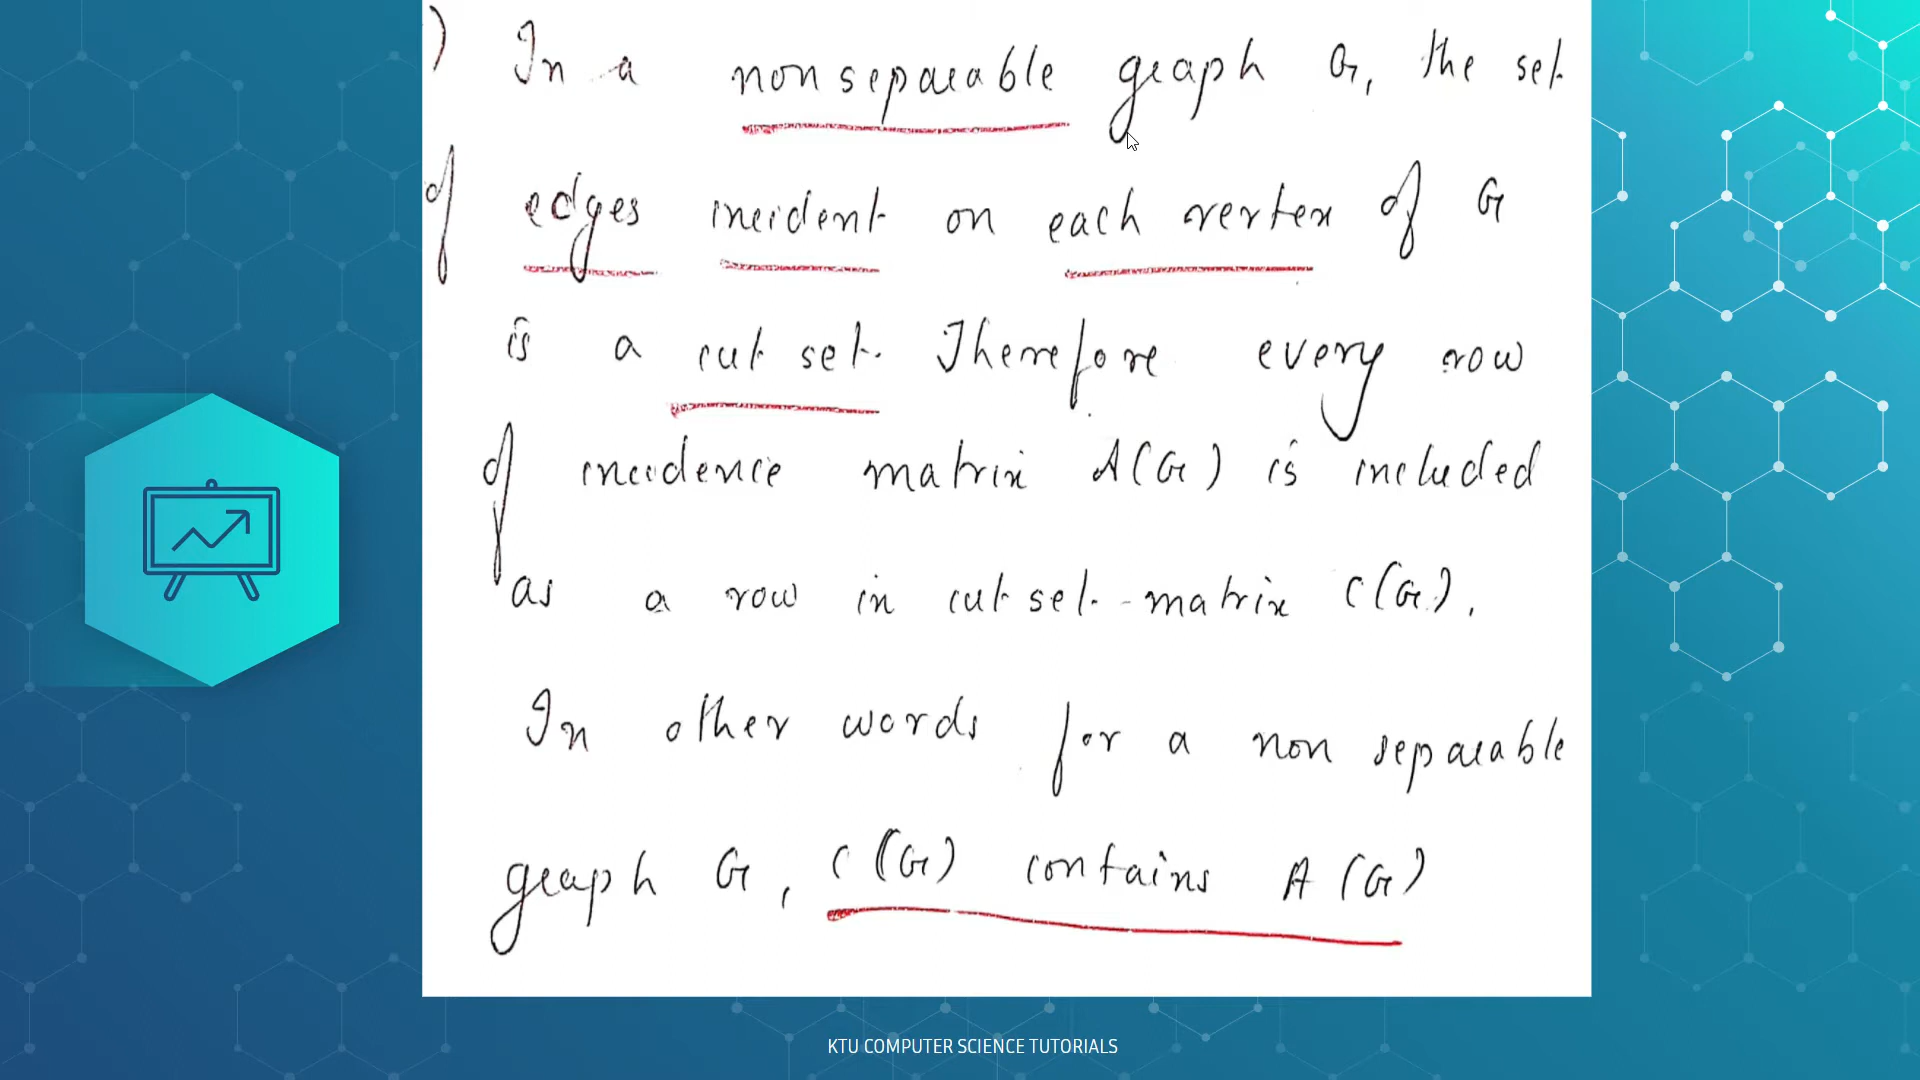 ) In a nonseparable graph G, the set
of edges incident on each vertex of G
is a cut set. Therefore every row
of incidence matrix A(G) is included
as a row in cut set - matrix C(G).
In other words for a non separable
graph G, C(G) contains A(G)
KTU COMPUTER SCIENCE TUTORIALS